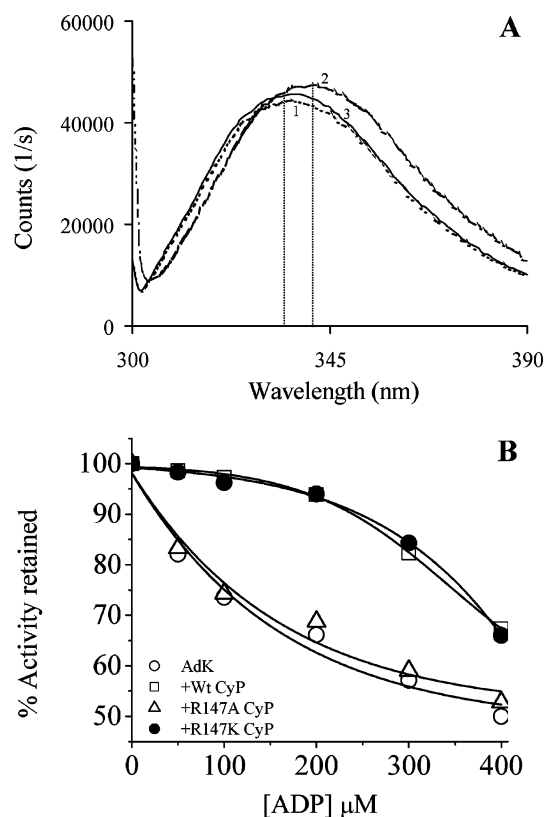 A
60000
40000
20000
0
Counts (1/s)
1
2
3
300
345
390
Wavelength (nm)
B
100
90
80
70
60
50
% Activity retained
AdK
+Wt CyP
+R147A CyP
+R147K CyP
0
100
200
300
400
[ADP] μM